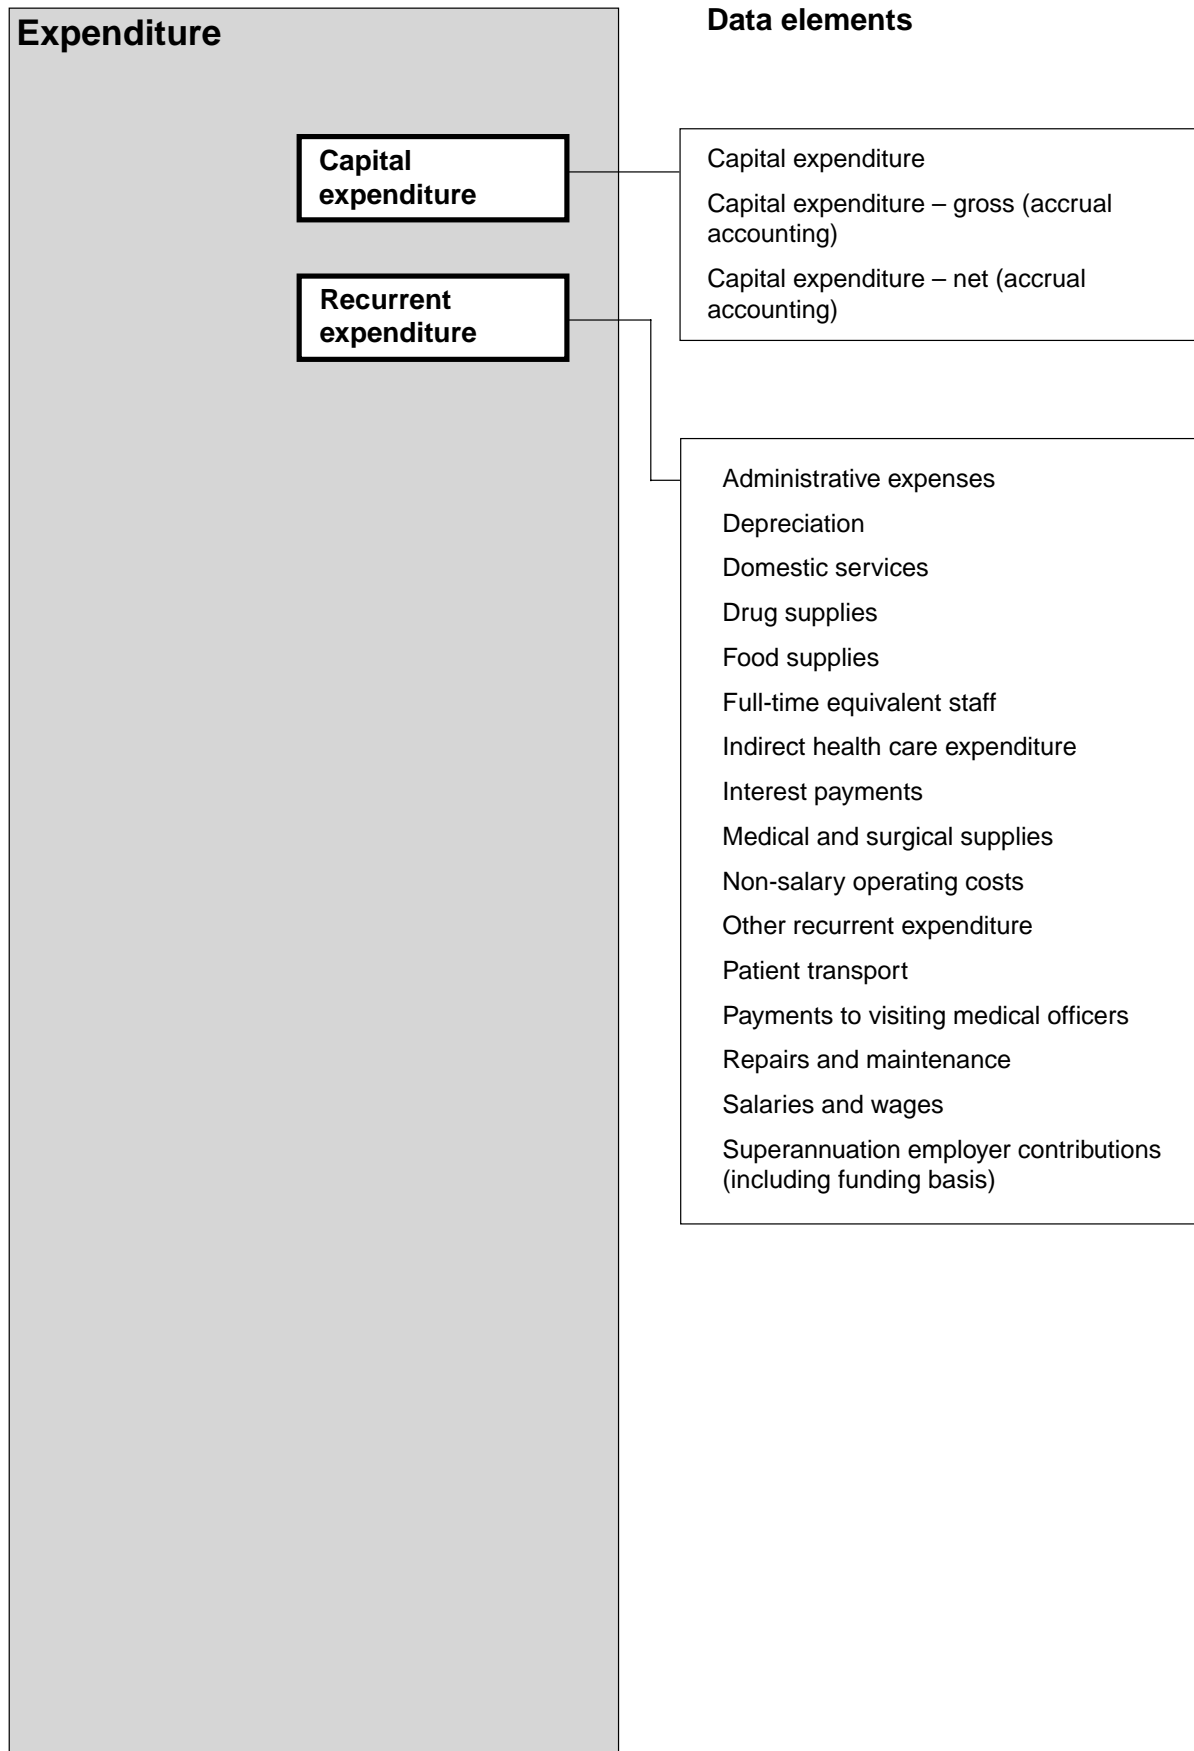 Expenditure
Data elements
Capital
expenditure
Capital expenditure
Capital expenditure – gross (accrual
accounting)
Capital expenditure – net (accrual
accounting)
Recurrent
expenditure
Administrative expenses
Depreciation
Domestic services
Drug supplies
Food supplies
Full-time equivalent staff
Indirect health care expenditure
Interest payments
Medical and surgical supplies
Non-salary operating costs
Other recurrent expenditure
Patient transport
Payments to visiting medical officers
Repairs and maintenance
Salaries and wages
Superannuation employer contributions
(including funding basis)